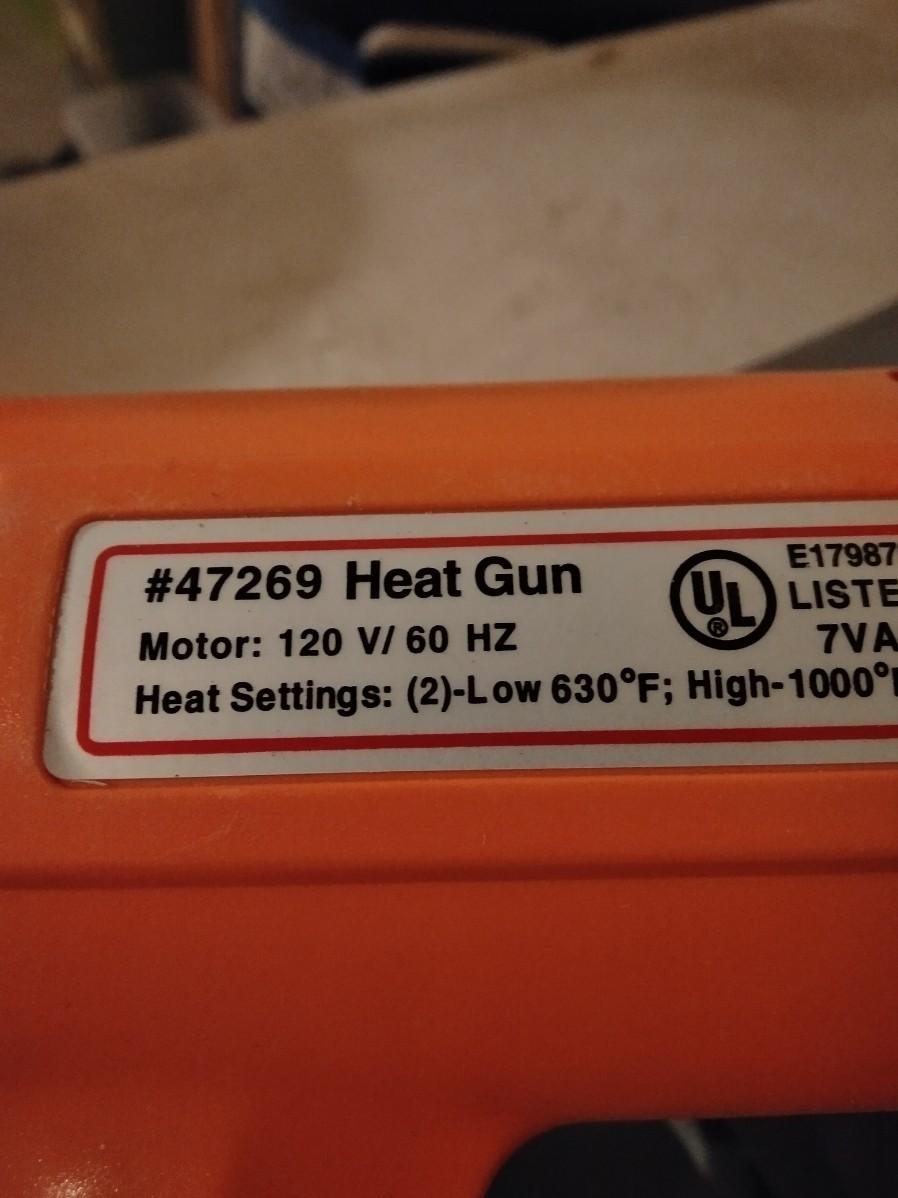 #47269 Heat Gun
Motor: 120 V/ 60 HZ
Heat Settings: (2)-Low 630°F; High-1000°F
UL
®
E17987
LISTE
7VA